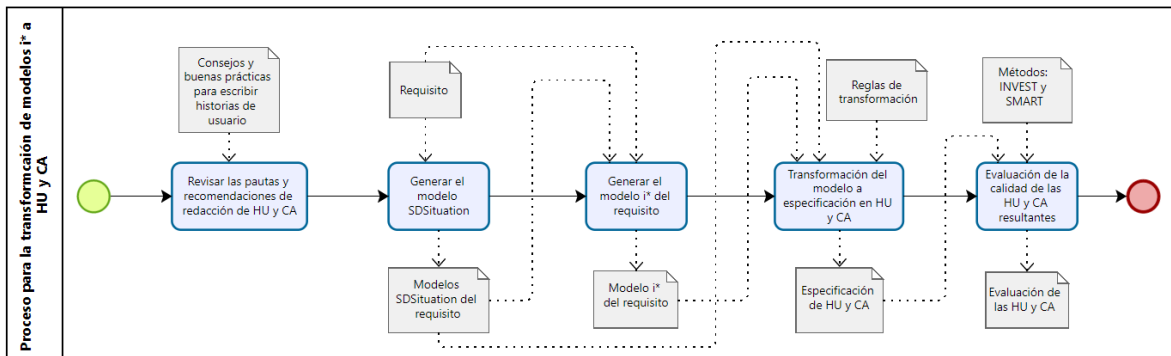 Proceso para la transformcaión de modelos i* a
HU y CA
Consejos y
buenas prácticas
para escribir
historias de
usuario
Requisito
Reglas de
transformación
Métodos:
INVEST y
SMART
Revisar las pautas y
recomendaciones de
redacción de HU y CA
Generar el
modelo
SDSituation
Generar el
modelo i* del
requisito
Transformación del
modelo a
especificación en HU
y CA
Evaluación de la
calidad de las
HU y CA
resultantes
Modelos
SDSituation del
requisito
Modelo i*
del requisito
Especificación
de HU y CA
Evaluación de
las HU y CA